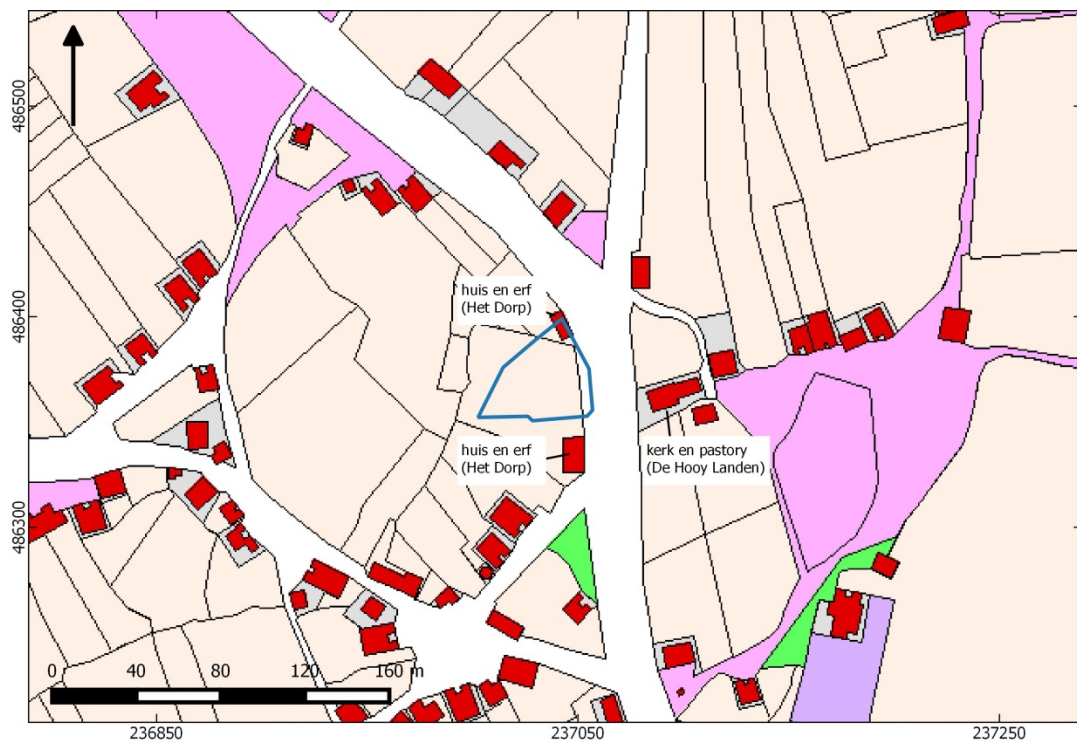 486500
486400
486300
huis en erf
(Het Dorp)
huis en erf
(Het Dorp)
kerk en pastory
(De Hooy Landen)
0 40 80 120 160 m
236850 237050 237250